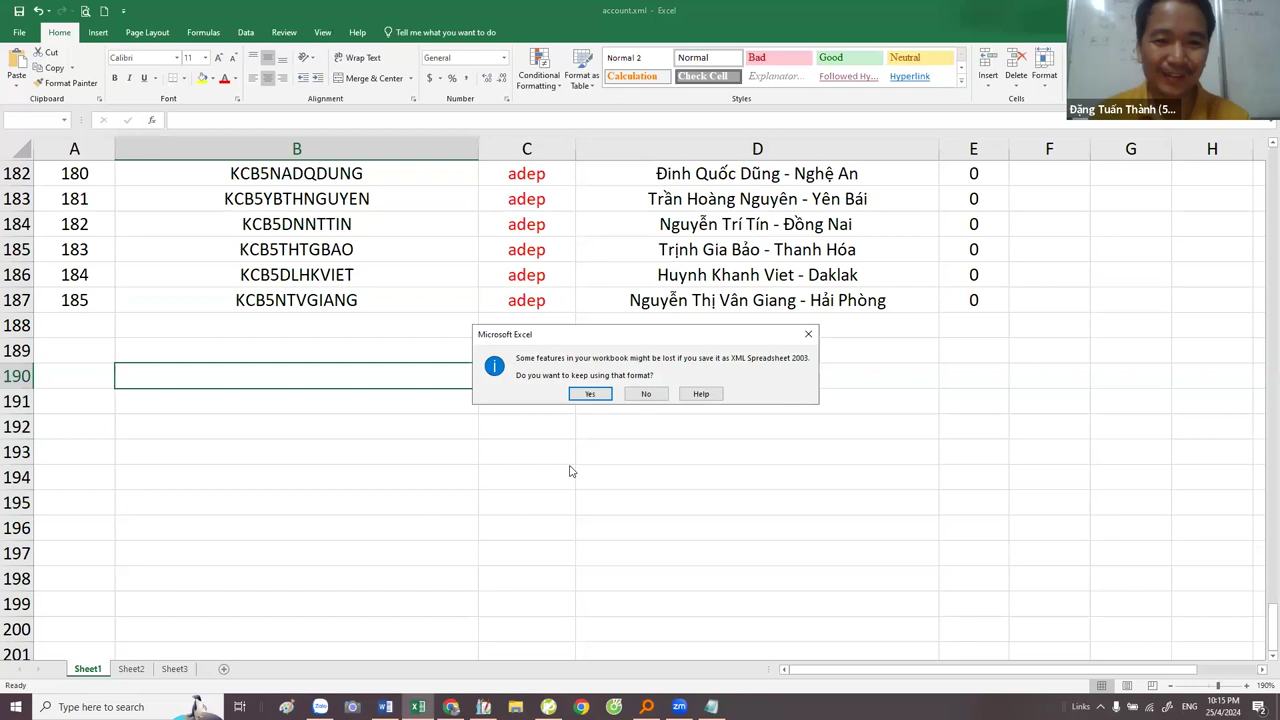 account.xml - Excel
File Home Insert Page Layout Formulas Data Review View Help Tell me what you want to do
Paste
Cut
Copy
Format Painter
Clipboard
Calibri 11
B I U
Font
Wrap Text
Merge & Center
Alignment
General
$ % ,
Number
Conditional Formatting
Format as Table
Normal 2 Normal Bad Good Neutral
Calculation Check Cell Explanator... Followed Hy... Hyperlink
Styles
Insert Delete Format
Cells
Đặng Tuấn Thành (5...
A B C D E F G H
182 180 KCB5NADQDUNG adep Đinh Quốc Dũng - Nghệ An 0
183 181 KCB5YBTHNGUYEN adep Trần Hoàng Nguyên - Yên Bái 0
184 182 KCB5DNNTTIN adep Nguyễn Trí Tín - Đồng Nai 0
185 183 KCB5THTGBAO adep Trịnh Gia Bảo - Thanh Hóa 0
186 184 KCB5DLHKVIET adep Huynh Khanh Viet - Daklak 0
187 185 KCB5NTVGIANG adep Nguyễn Thị Vân Giang - Hải Phòng 0
188
189
190
191
192
193
194
195
196
197
198
199
200
201
Microsoft Excel
Some features in your workbook might be lost if you save it as XML Spreadsheet 2003.
Do you want to keep using that format?
Yes No Help
Sheet1 Sheet2 Sheet3
Ready
190%
Type here to search
Links
ENG
10:15 PM
25/4/2024